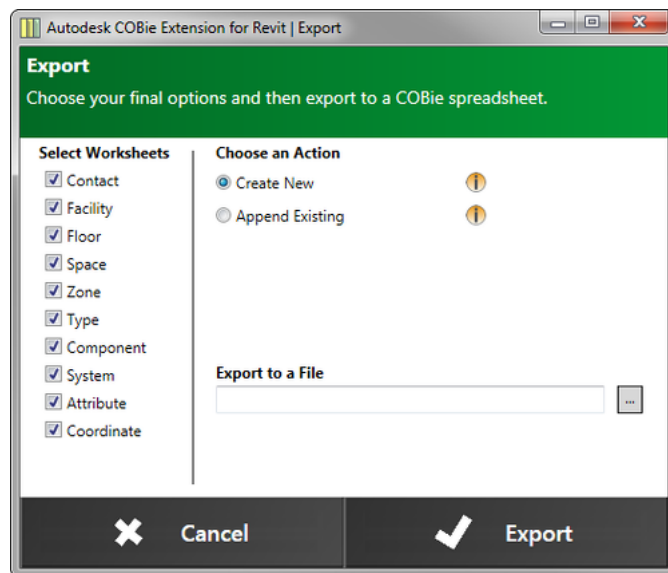 Autodesk COBie Extension for Revit | Export
Export
Choose your final options and then export to a COBie spreadsheet.
Select Worksheets
Contact
Facility
Floor
Space
Zone
Type
Component
System
Attribute
Coordinate
Choose an Action
Create New
Append Existing
Export to a File
...
Cancel
Export